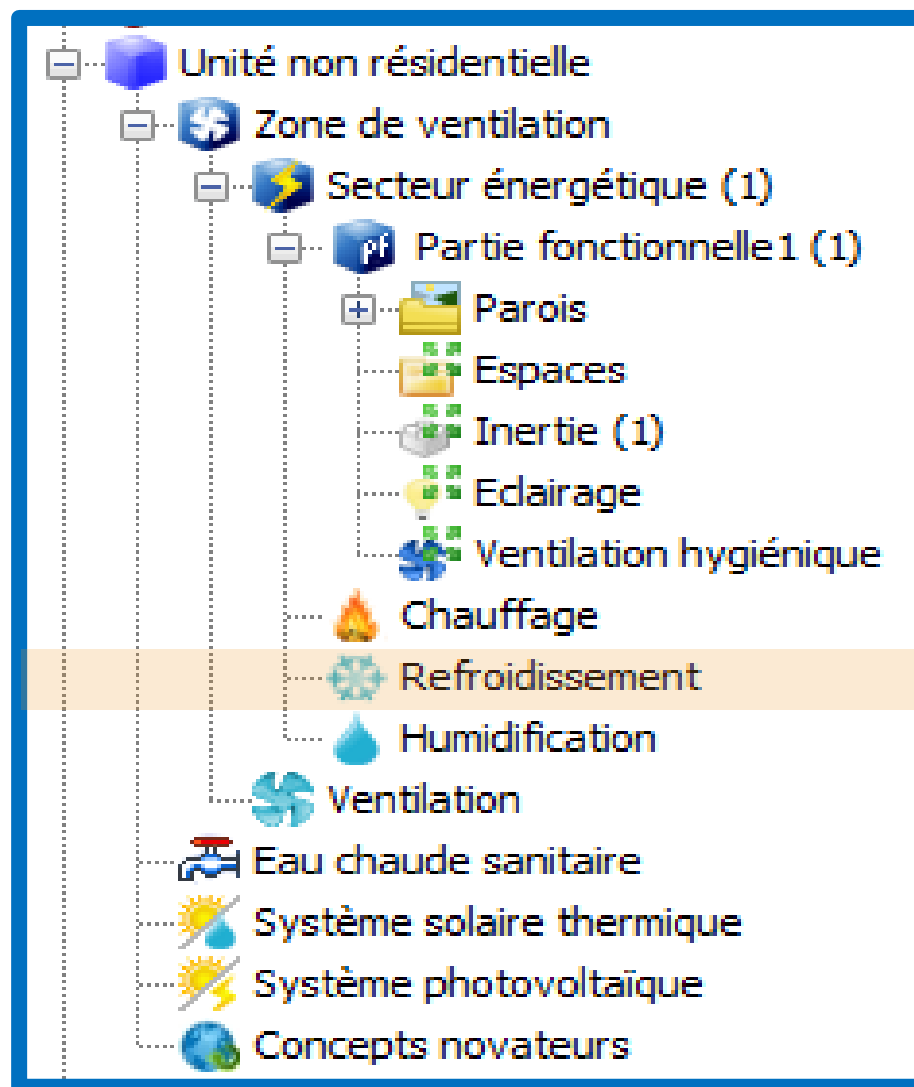 Unité non résidentielle
Zone de ventilation
Secteur énergétique (1)
pf Partie fonctionnelle1 (1)
Parois
Espaces
Inertie (1)
Eclairage
Ventilation hygiénique
Chauffage
Refroidissement
Humidification
Ventilation
Eau chaude sanitaire
Système solaire thermique
Système photovoltaïque
Concepts novateurs